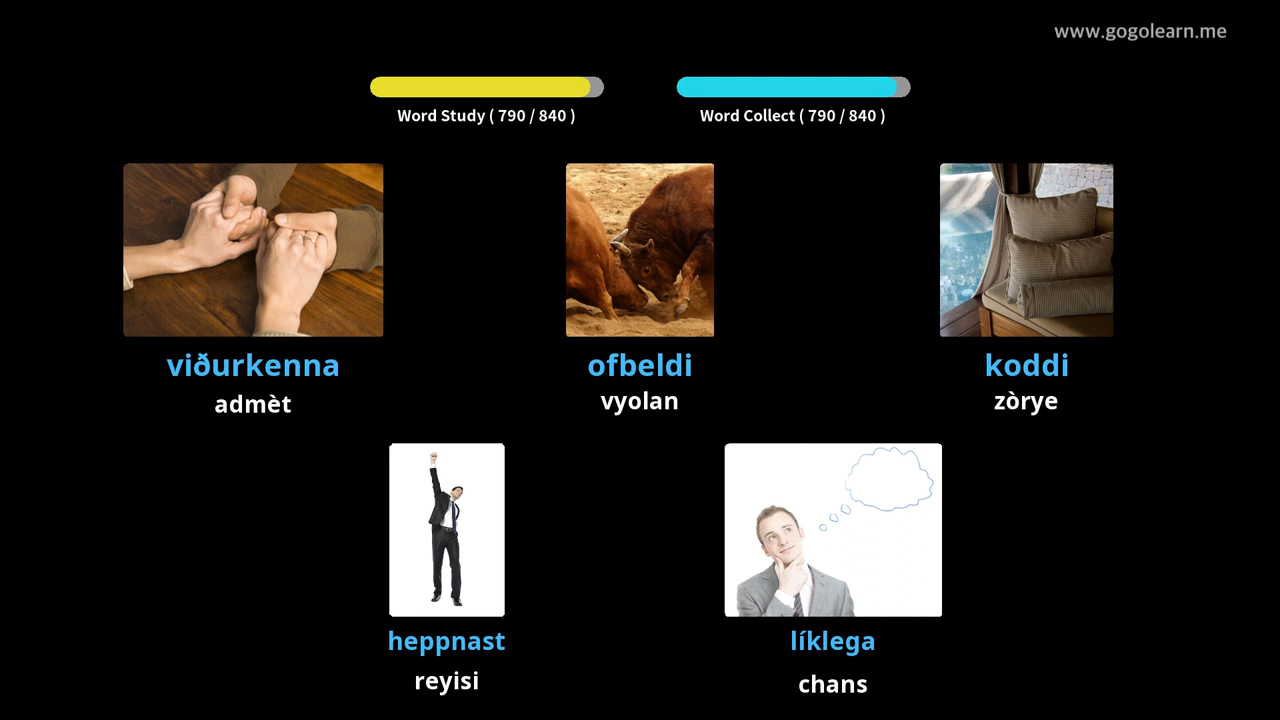 www.gogolearn.me
Word Study ( 790 / 840 )
Word Collect ( 790 / 840 )
viðurkenna
admèt
ofbeldi
vyolan
koddi
zòrye
heppnast
reyisi
líklega
chans